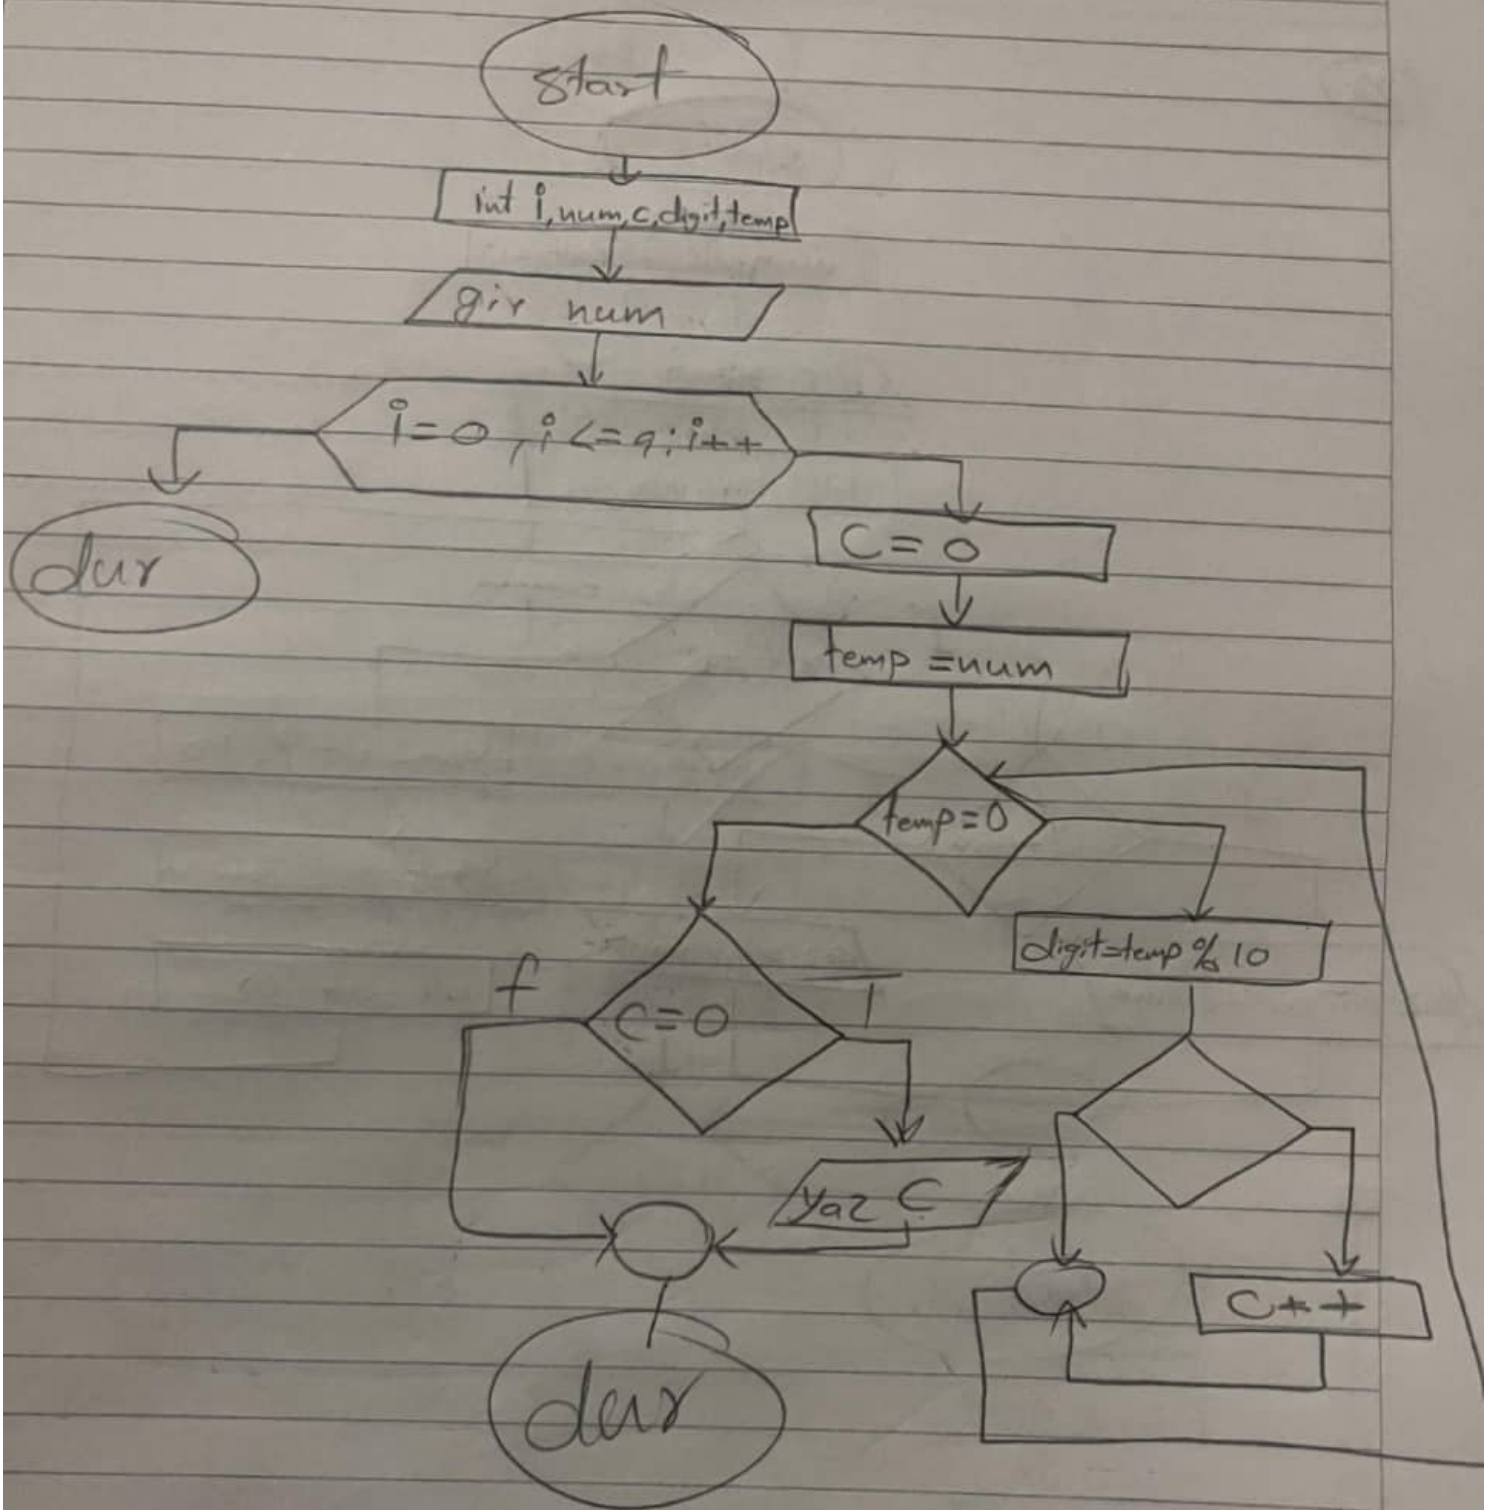 start
int i,num,c,digit,temp
gir num
i=0,i<=9;i++
dur
C=0
temp=num
temp=0
digit=temp%10
f
T
C=0
yaz C
C++
dur